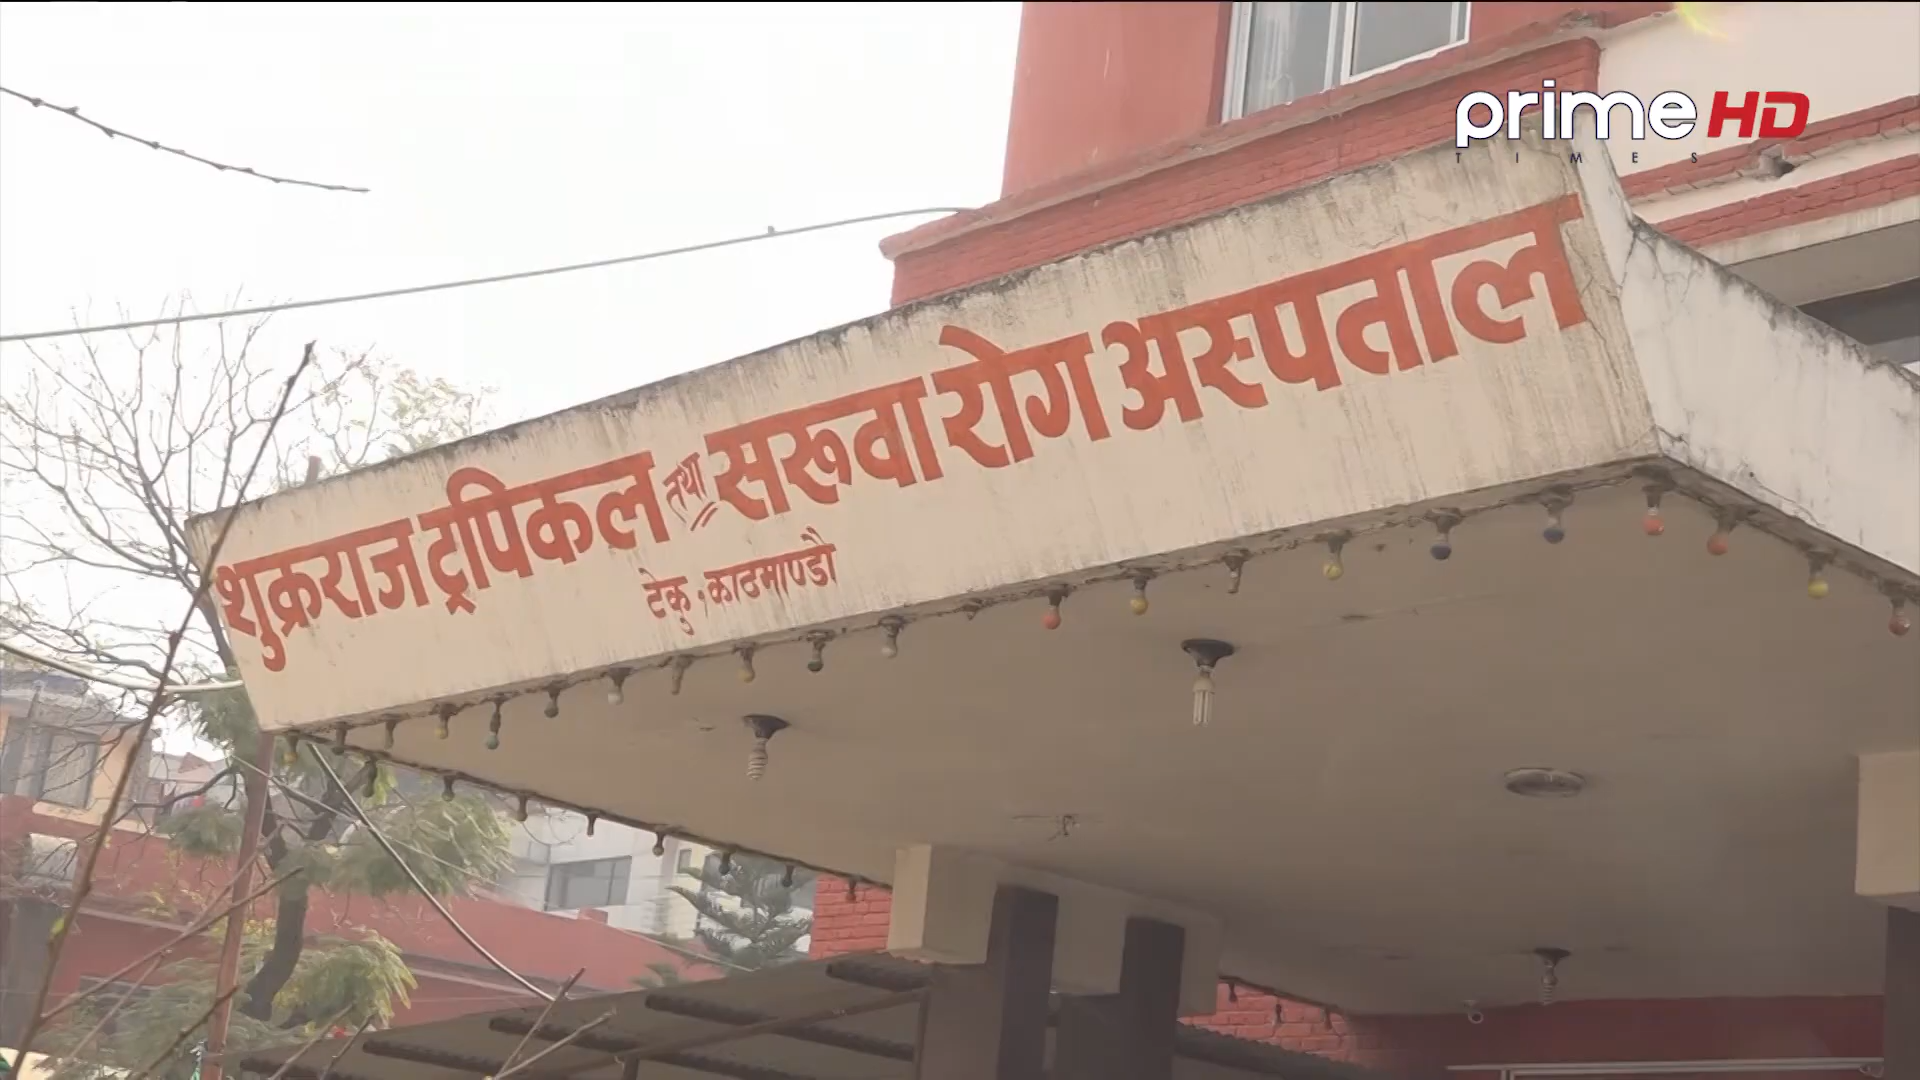 prime HD
TIMES
शुक्रराज ट्रपिकल तथा सरूवा रोग अस्पताल
टेकु, काठमाण्डौ